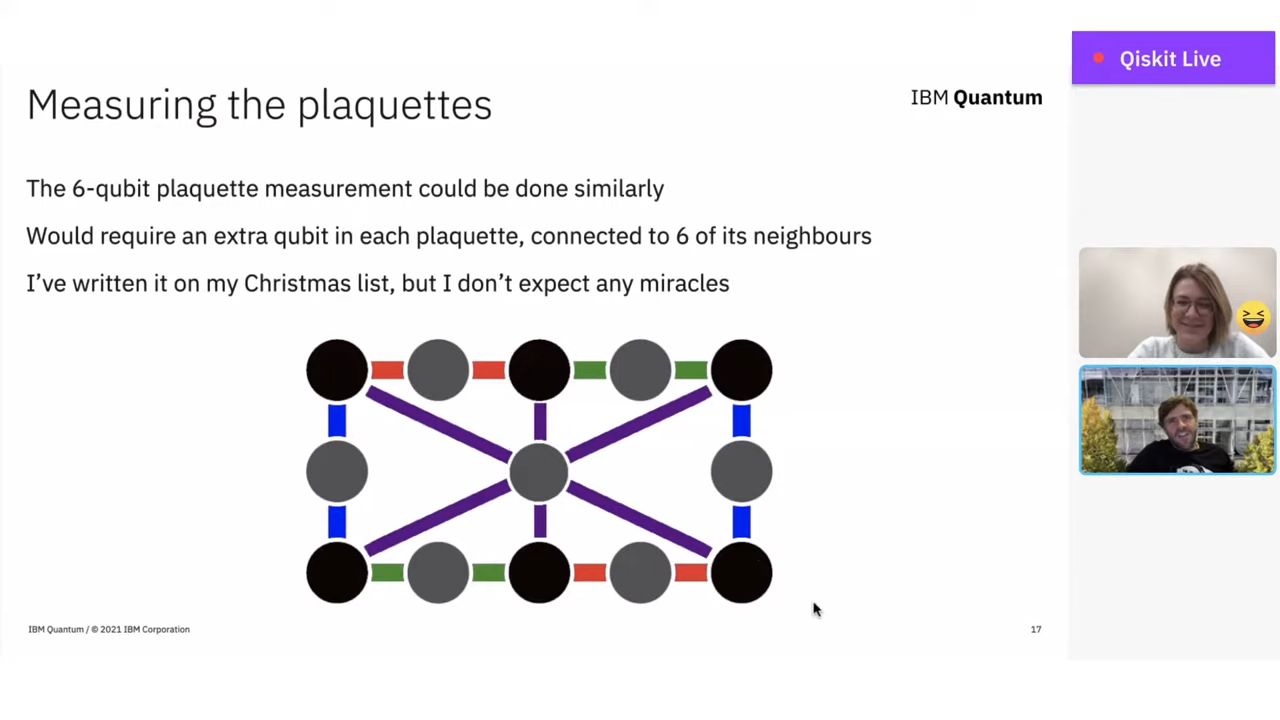 Qiskit Live
Measuring the plaquettes
IBM Quantum
The 6-qubit plaquette measurement could be done similarly
Would require an extra qubit in each plaquette, connected to 6 of its neighbours
I’ve written it on my Christmas list, but I don’t expect any miracles
IBM Quantum / © 2021 IBM Corporation
17